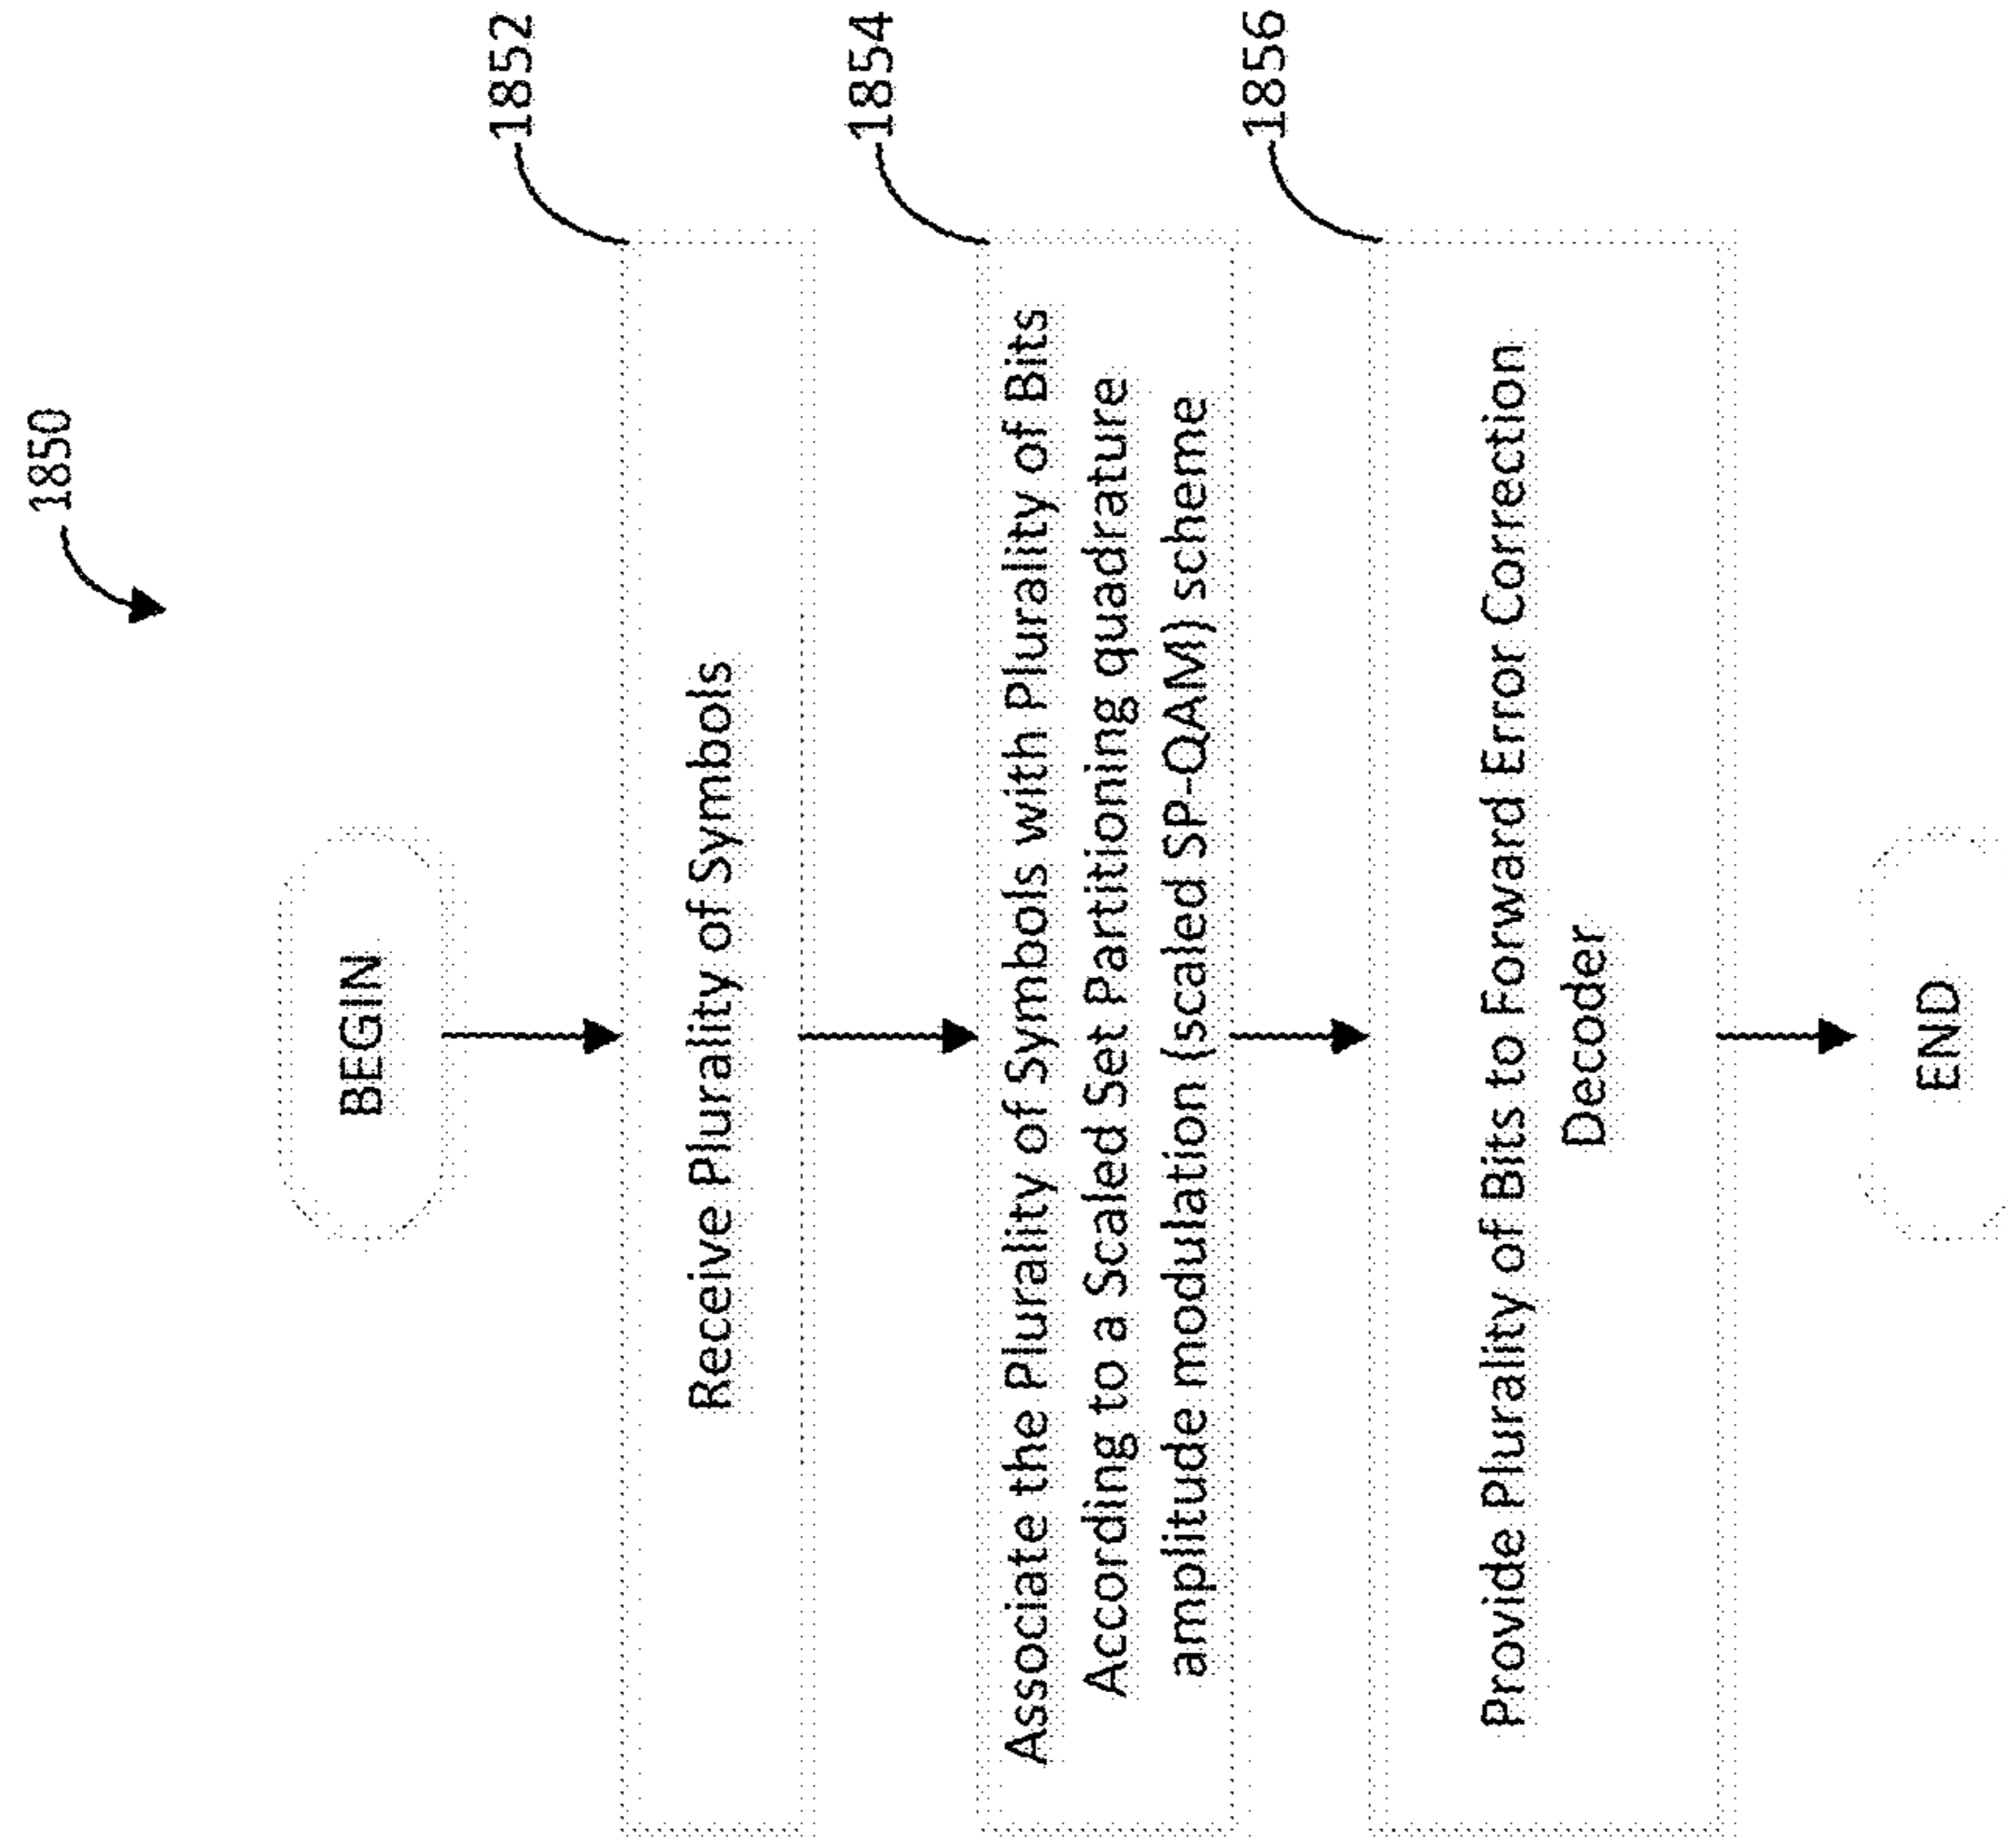 1850
BEGIN
1852
Receive Plurality of Symbols
1854
Associate the Plurality of Symbols with Plurality of Bits
According to a Scaled Set Partitioning quadrature
amplitude modulation (scaled SP-QAM) scheme
1856
Provide Plurality of Bits to Forward Error Correction
Decoder
END